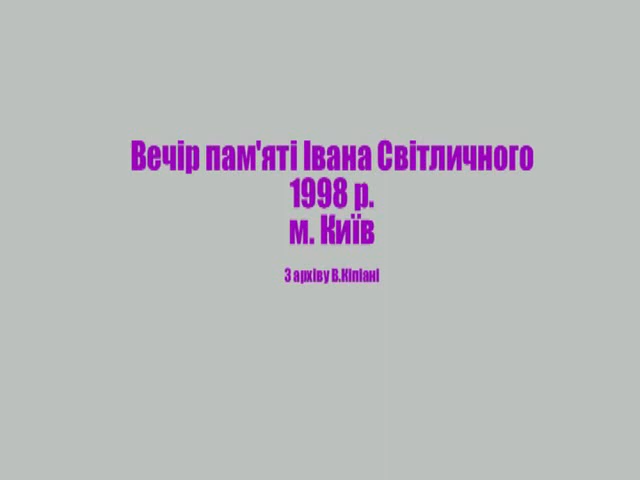 Вечір пам'яті Івана Світличного
1998 р.
м. Київ
З архіву В.Кіпіані